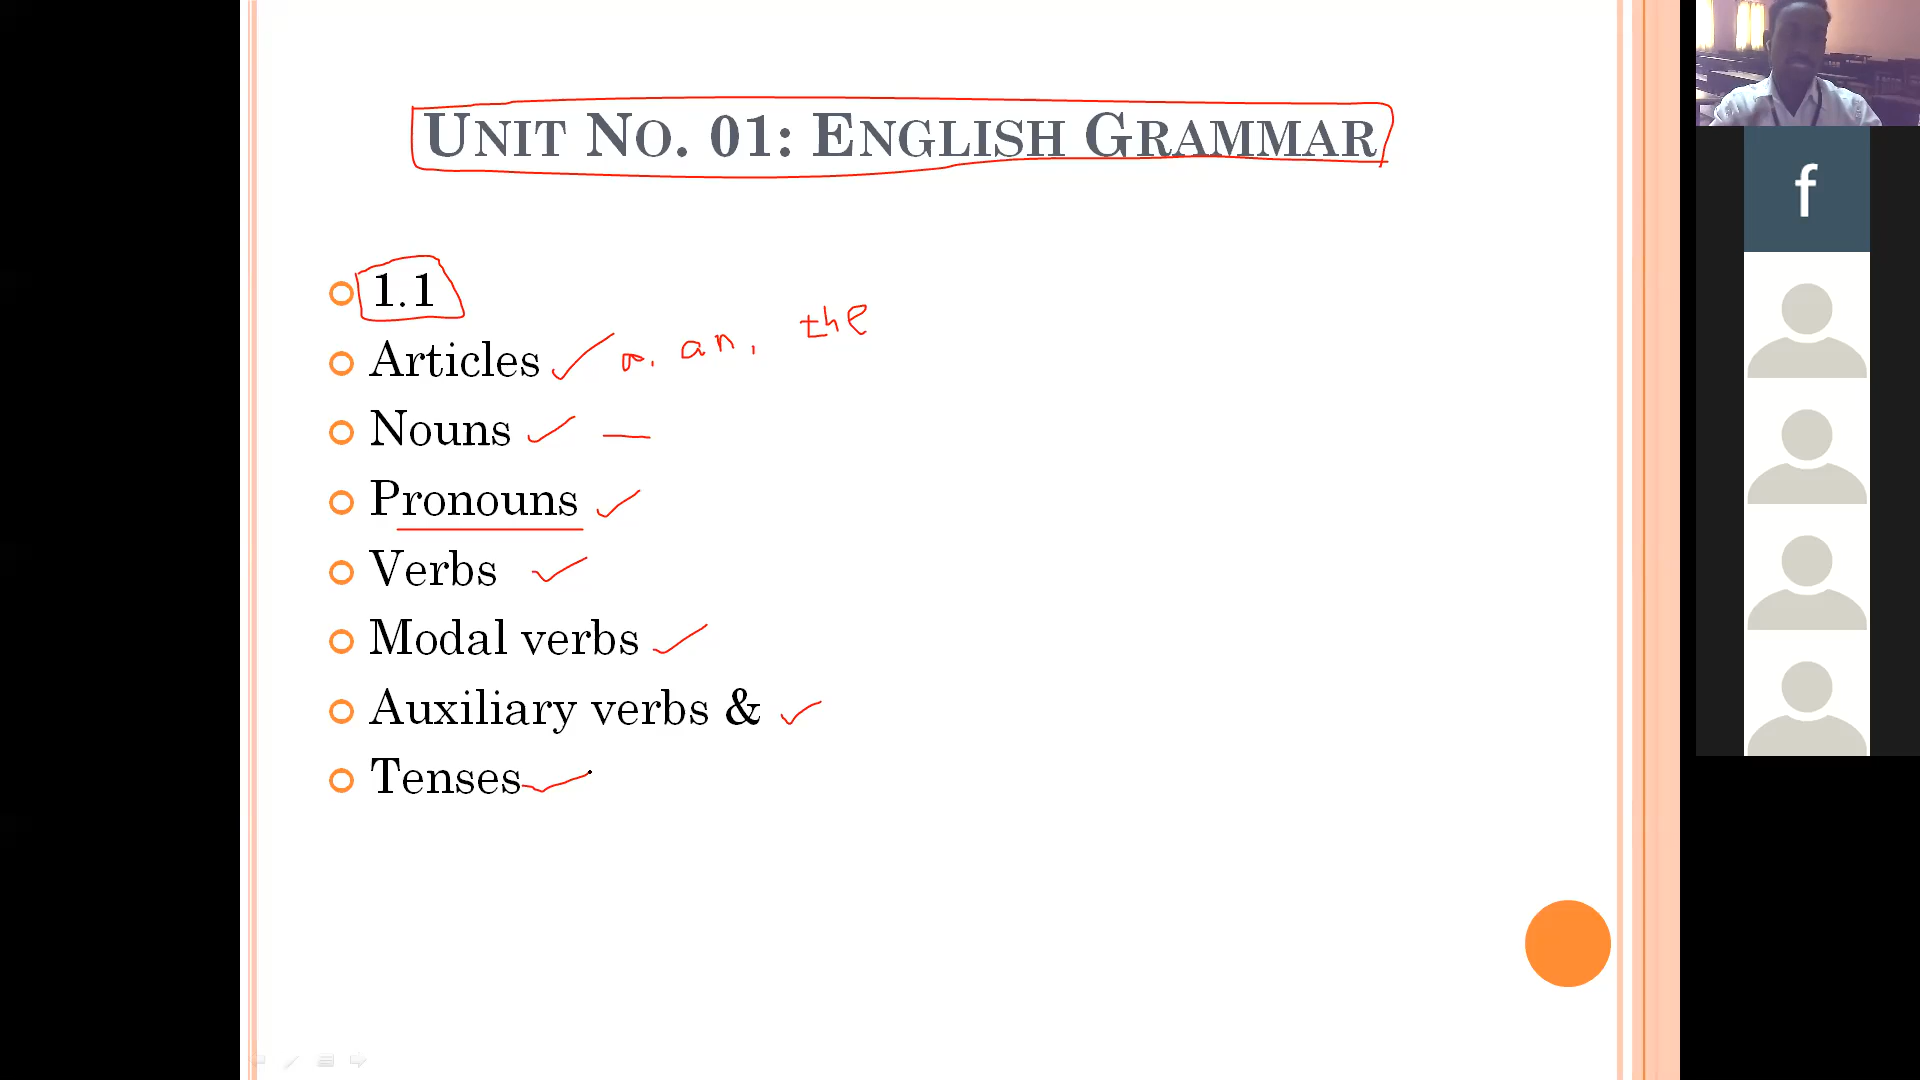 UNIT NO. 01: ENGLISH GRAMMAR
f
1.1
Articles a, an, the
Nouns
Pronouns
Verbs
Modal verbs
Auxiliary verbs &
Tenses